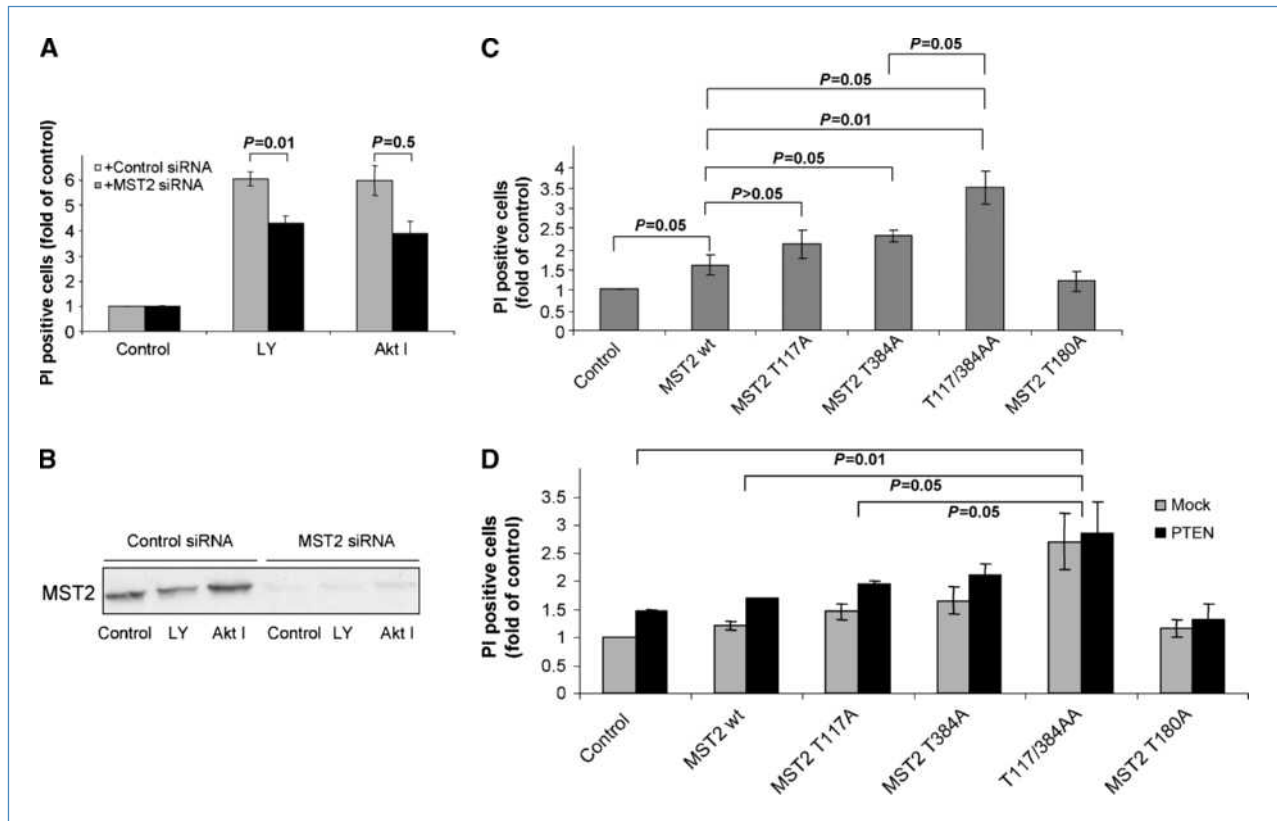 A
P=0.01
P=0.5
+Control siRNA
+MST2 siRNA
PI positive cells (fold of control)
6
5
4
3
2
1
0
Control
LY
Akt I
B
Control siRNA
MST2 siRNA
MST2
Control
LY
Akt I
Control
LY
Akt I
C
P=0.05
P=0.05
P=0.01
P=0.05
P>0.05
P=0.05
PI positive cells
(fold of control)
4
3.5
3
2.5
2
1.5
1
0.5
0
Control
MST2 wt
MST2 T117A
MST2 T384A
T117/384AA
MST2 T180A
D
P=0.01
P=0.05
P=0.05
Mock
PTEN
PI positive cells
(fold of control)
3.5
3
2.5
2
1.5
1
0.5
0
Control
MST2 wt
MST2 T117A
MST2 T384A
T117/384AA
MST2 T180A